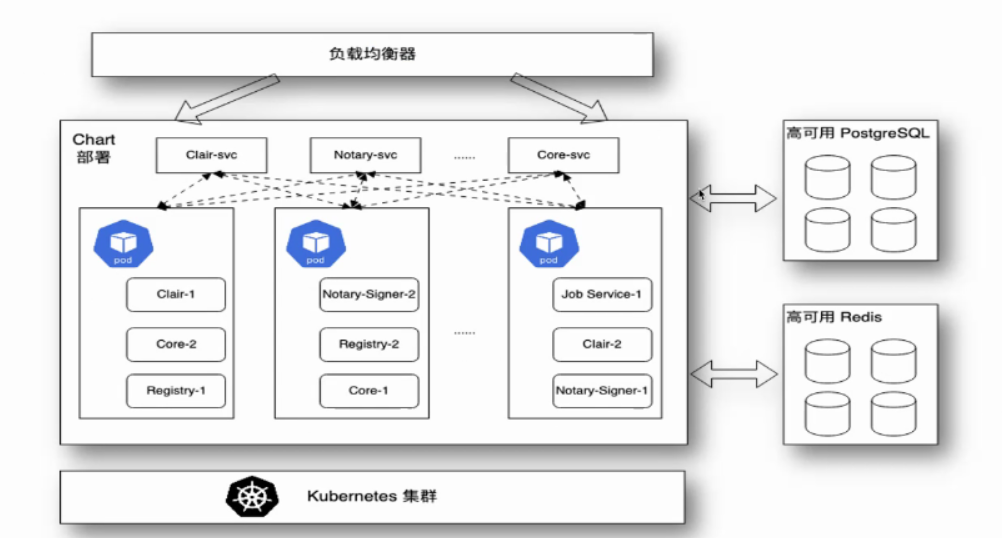 负载均衡器
Chart
部署
Clair-svc
Notary-svc
......
Core-svc
pod
Clair-1
Core-2
Registry-1
pod
Notary-Signer-2
Registry-2
Core-1
......
pod
Job Service-1
Clair-2
Notary-Signer-1
高可用 PostgreSQL
高可用 Redis
Kubernetes 集群